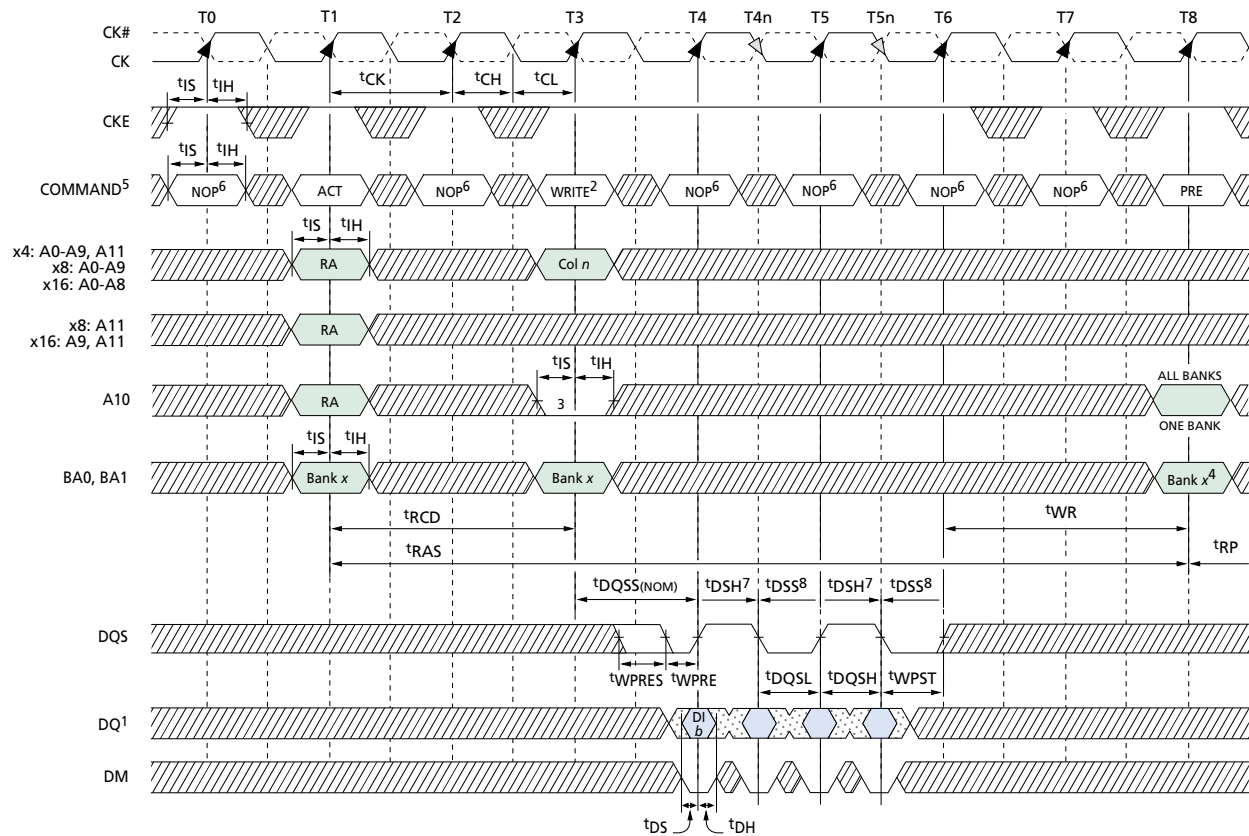 T0 T1 T2 T3 T4 T4n T5 T5n T6 T7 T8
CK#
CK
tCK tCH tCL
tIS tIH
CKE
tIS tIH
COMMAND5 NOP6 ACT NOP6 WRITE2 NOP6 NOP6 NOP6 NOP6 PRE
tIS tIH
x4: A0-A9, A11
x8: A0-A9
x16: A0-A8
RA Col n
x8: A11
x16: A9, A11
RA
tIS tIH
ALL BANKS
A10 RA 3
ONE BANK
tIS tIH
BA0, BA1 Bank x Bank x Bank x4
tRCD tWR
tRAS tRP
tDQSS(NOM) tDSH7 tDSS8 tDSH7 tDSS8
DQS
tWPRES tWPRE tDQSL tDQSH tWPST
DQ1 DI
b
DM
tDS tDH